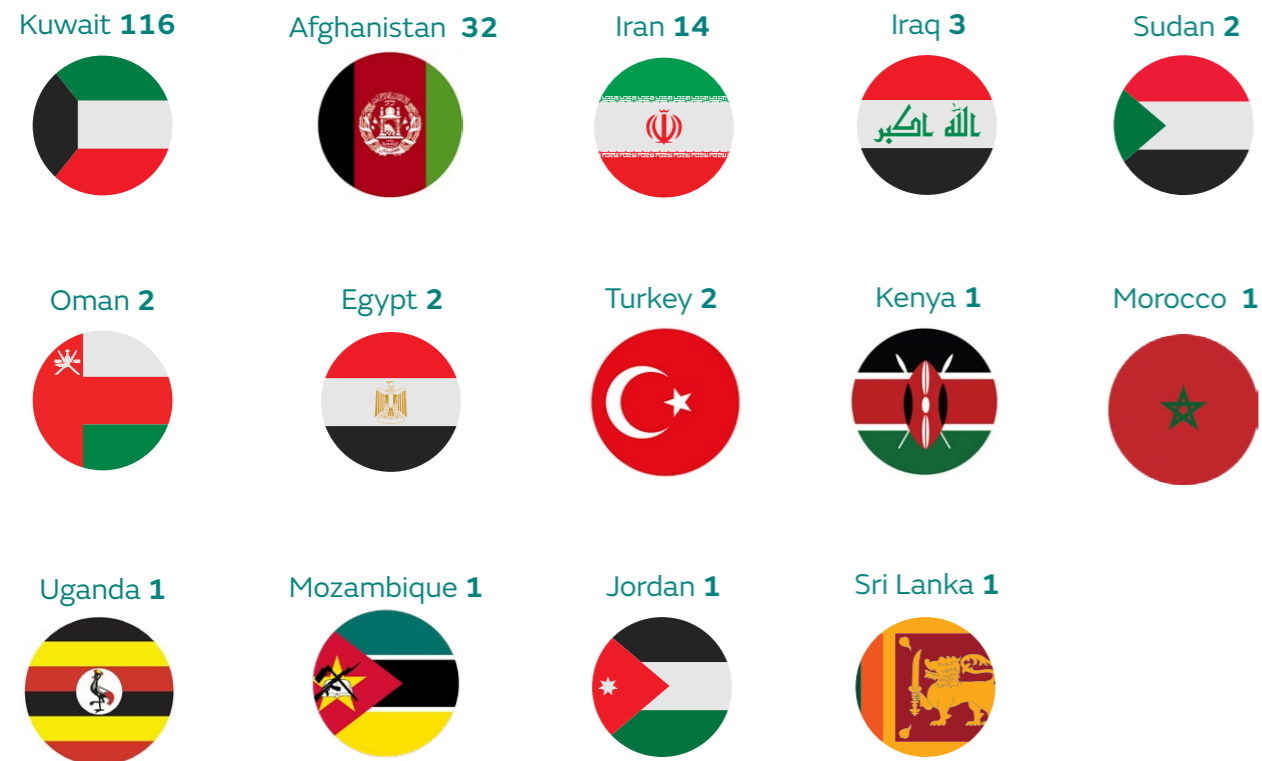 Kuwait 116
Afghanistan 32
Iran 14
Iraq 3
Sudan 2
الله اكبر
Oman 2
Egypt 2
Turkey 2
Kenya 1
Morocco 1
Uganda 1
Mozambique 1
Jordan 1
Sri Lanka 1